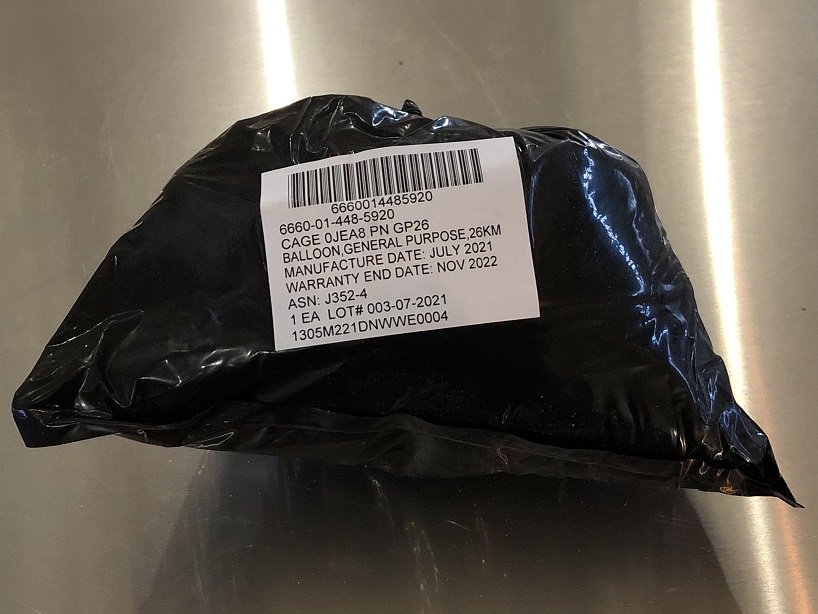 6660014485920
6660-01-448-5920
CAGE 0JEA8 PN GP26
BALLOON,GENERAL PURPOSE,26KM
MANUFACTURE DATE: JULY 2021
WARRANTY END DATE: NOV 2022
ASN: J352-4
1 EA LOT# 003-07-2021
1305M221DNWWE0004